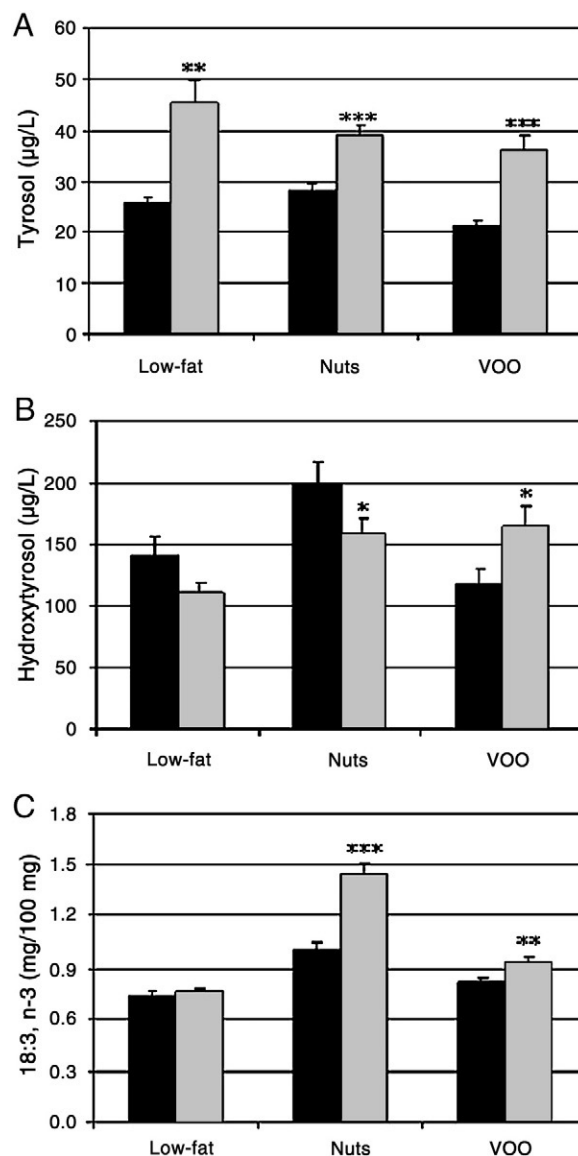 A
Tyrosol (µg/L)
60
50
40
30
20
10
0
**
***
***
Low-fat
Nuts
VOO
B
Hydroxytyrosol (µg/L)
250
200
150
100
50
0
*
*
Low-fat
Nuts
VOO
C
18:3, n-3 (mg/100 mg)
1.8
1.5
1.2
0.9
0.6
0.3
0.0
***
**
Low-fat
Nuts
VOO